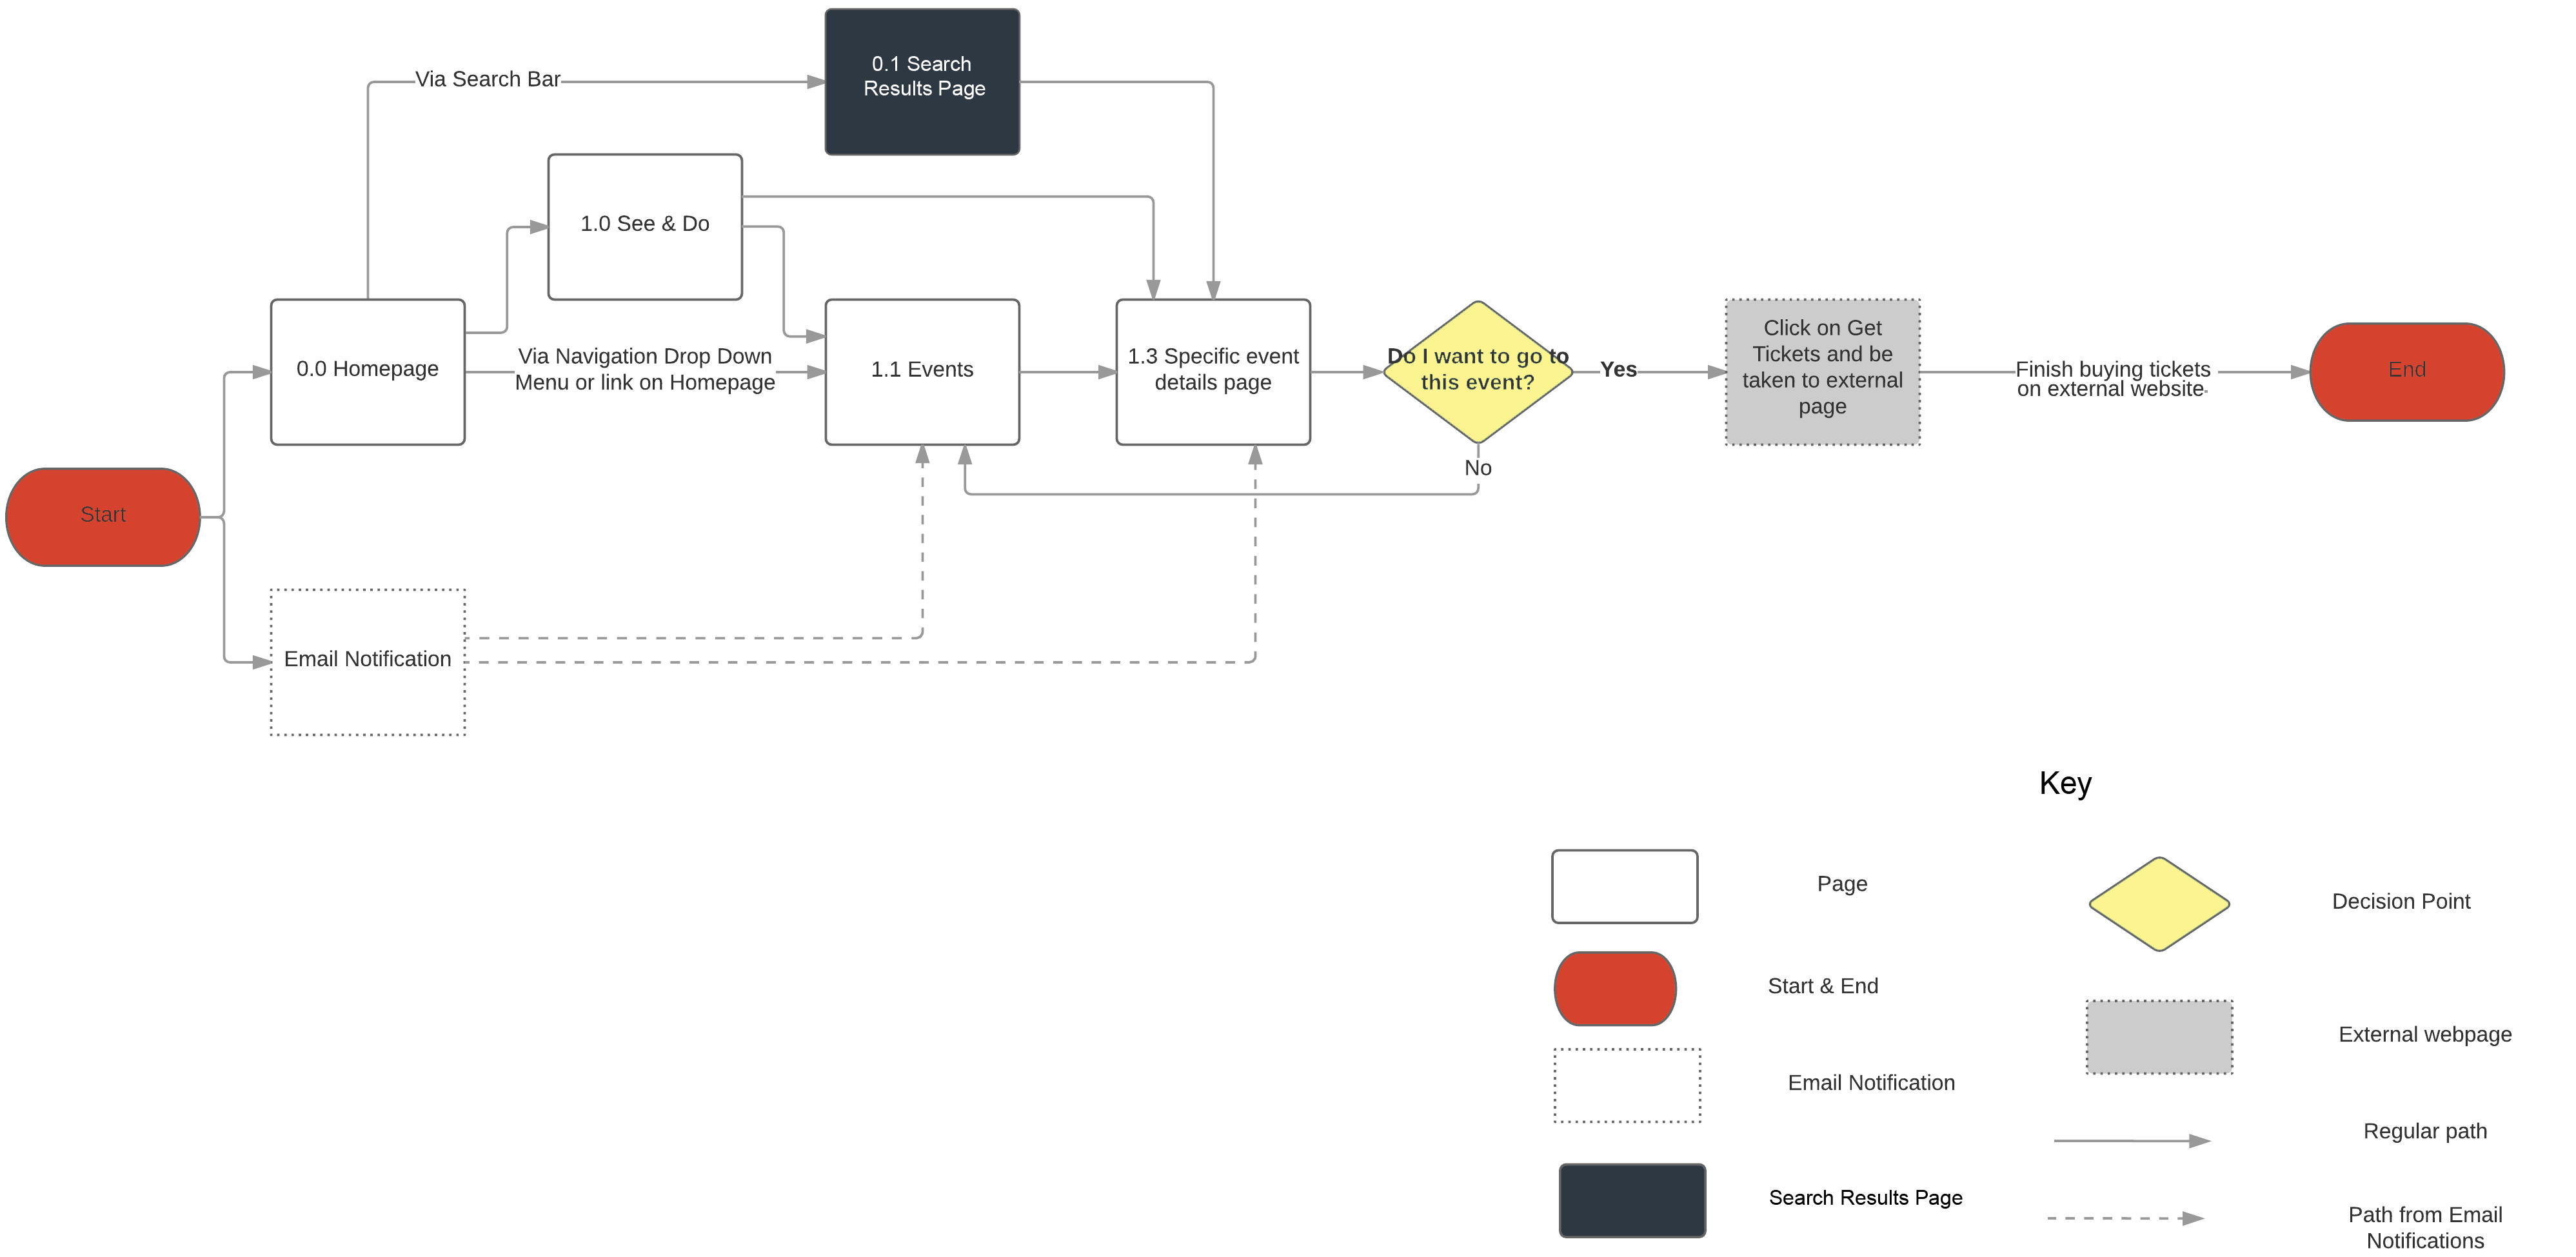 0.1 Search
Results Page
Via Search Bar
1.0 See & Do
0.0 Homepage
Via Navigation Drop Down
Menu or link on Homepage
1.1 Events
1.3 Specific event
details page
Do I want to go to
this event?
Yes
No
Click on Get
Tickets and be
taken to external
page
Finish buying tickets
on external website.
End
Start
Email Notification
Key
Page
Decision Point
Start & End
External webpage
Email Notification
Regular path
Search Results Page
Path from Email
Notifications